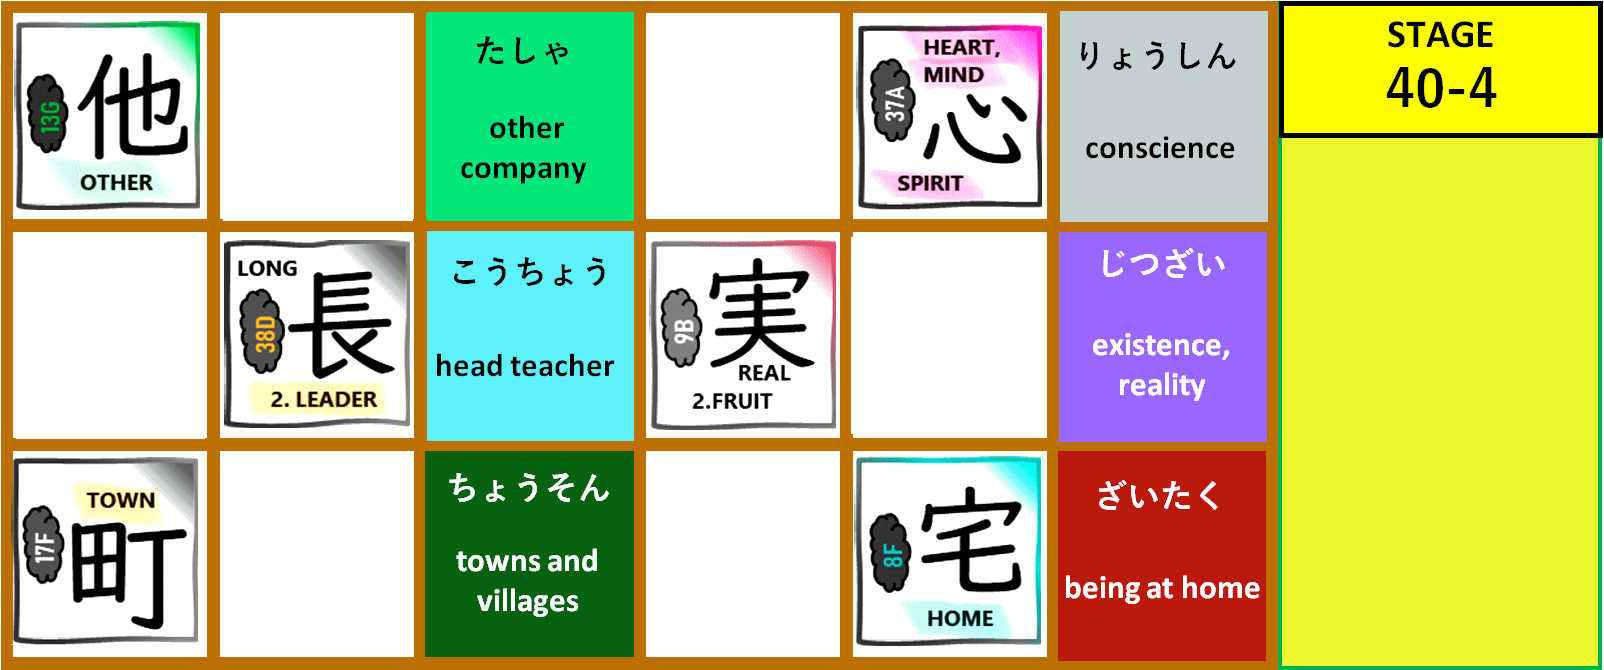 13G
他
OTHER
たしゃ
other
company
HEART,
MIND
37A
心
SPIRIT
りょうしん
conscience
STAGE
40-4
LONG
38D
長
2. LEADER
こうちょう
head teacher
9B
実
REAL
2.FRUIT
じつざい
existence,
reality
TOWN
17F
町
ちょうそん
towns and
villages
8F
宅
HOME
ざいたく
being at home